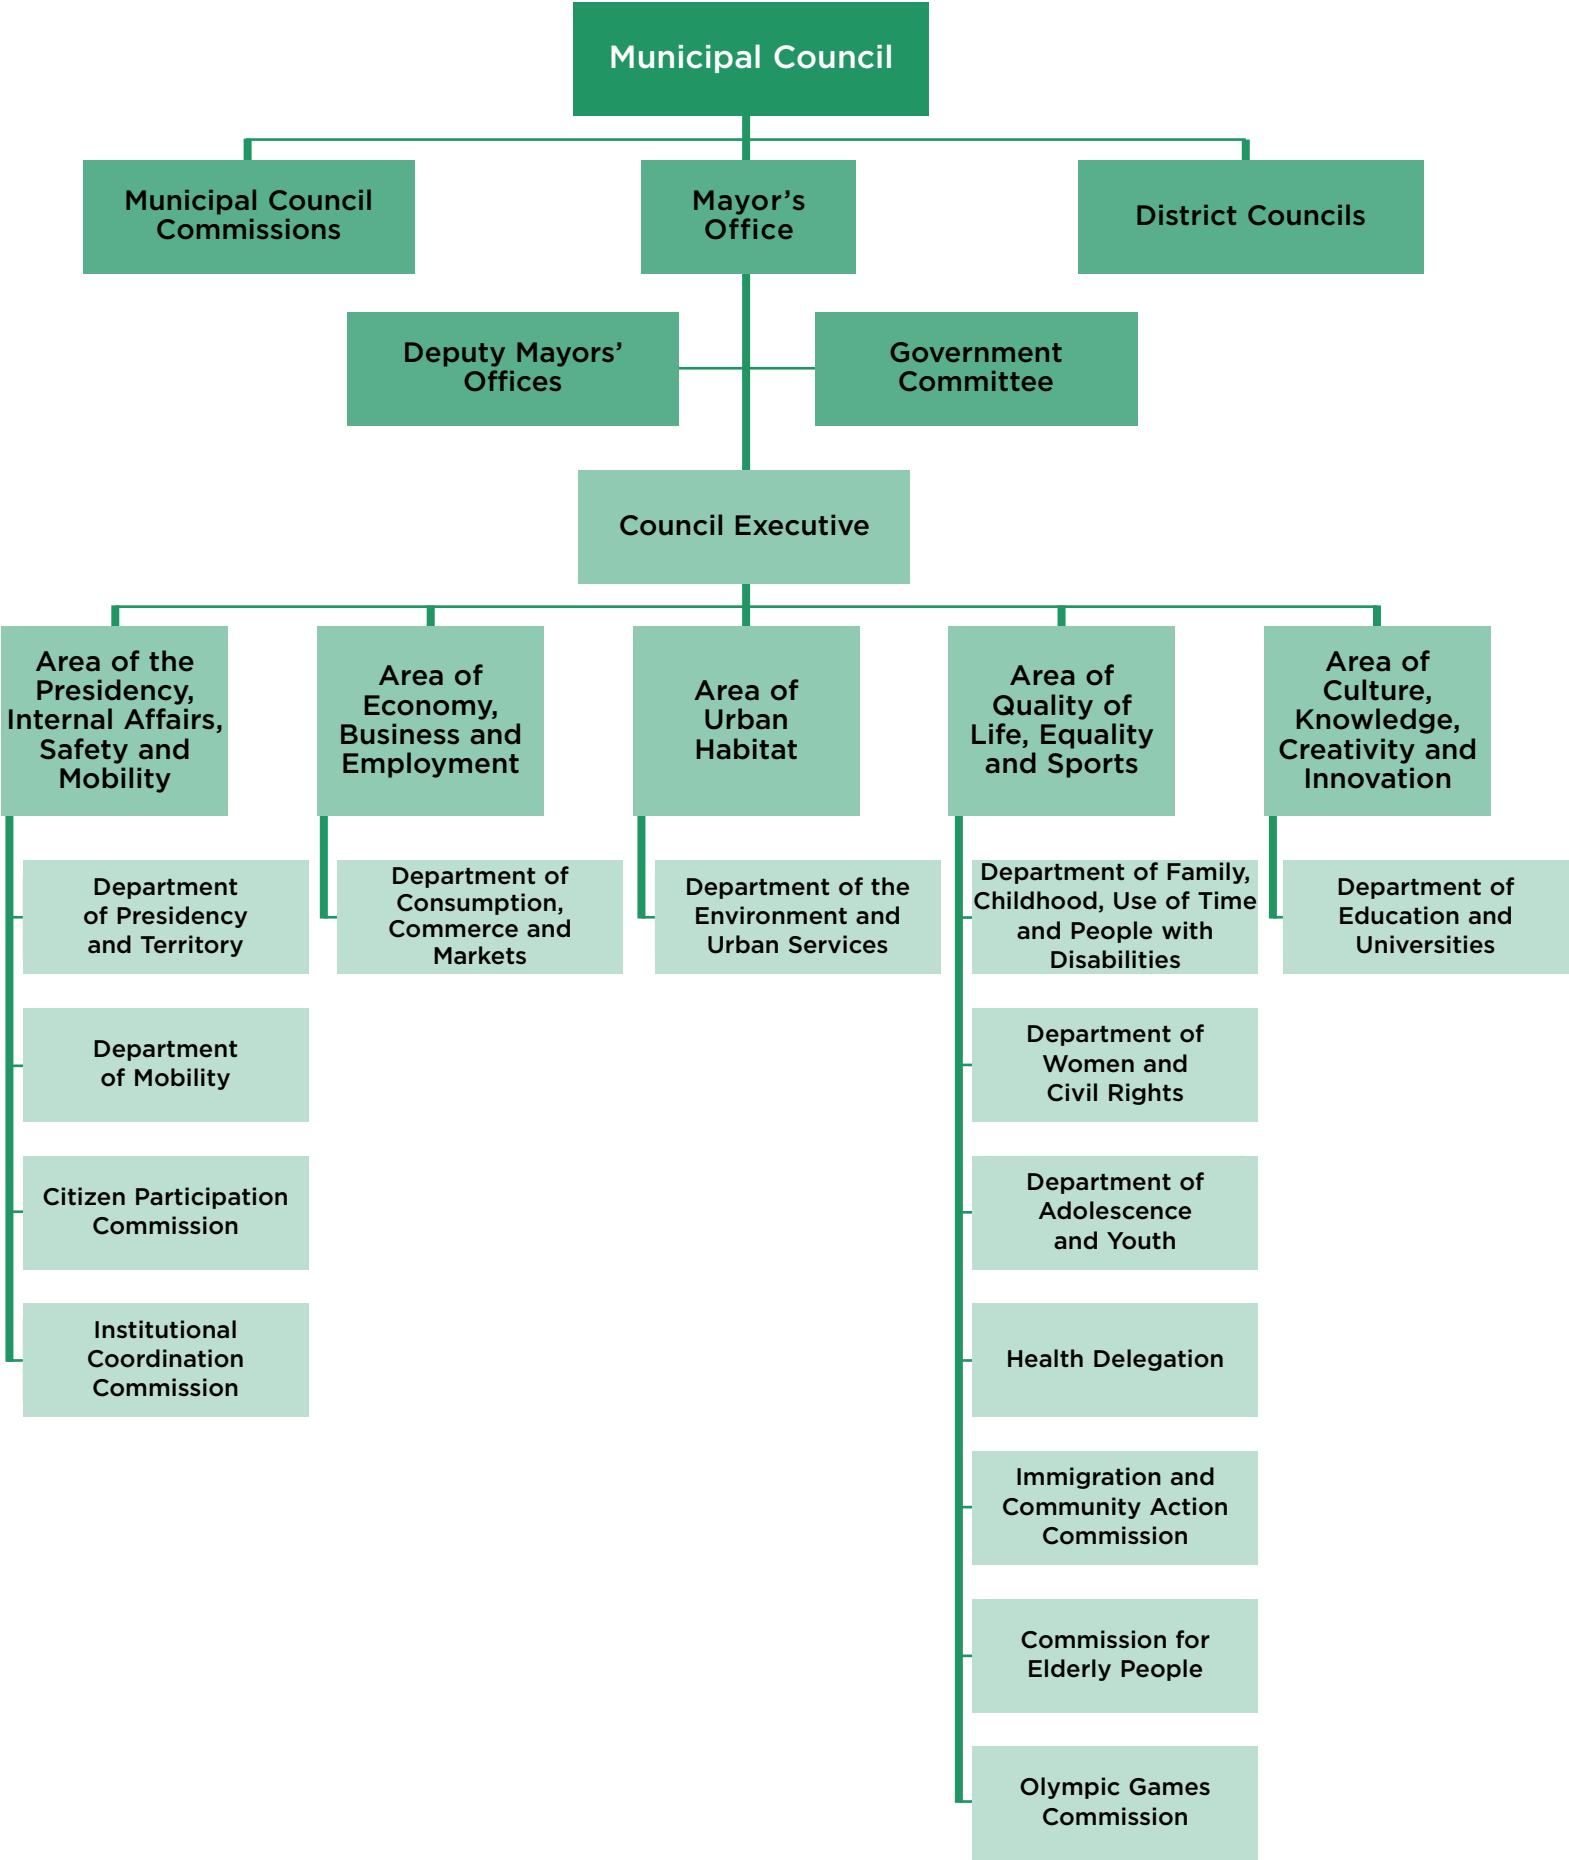 Municipal Council
Municipal Council
Commissions
Mayor’s
Office
District Councils
Deputy Mayors’
Offices
Government
Committee
Council Executive
Area of the
Presidency,
Internal Affairs,
Safety and
Mobility
Area of
Economy,
Business and
Employment
Area of
Urban
Habitat
Area of
Quality of
Life, Equality
and Sports
Area of
Culture,
Knowledge,
Creativity and
Innovation
Department
of Presidency
and Territory
Department
of Mobility
Citizen Participation
Commission
Institutional
Coordination
Commission
Department of
Consumption,
Commerce and
Markets
Department of the
Environment and
Urban Services
Department of Family,
Childhood, Use of Time
and People with
Disabilities
Department of
Women and
Civil Rights
Department of
Adolescence
and Youth
Health Delegation
Immigration and
Community Action
Commission
Commission for
Elderly People
Olympic Games
Commission
Department of
Education and
Universities